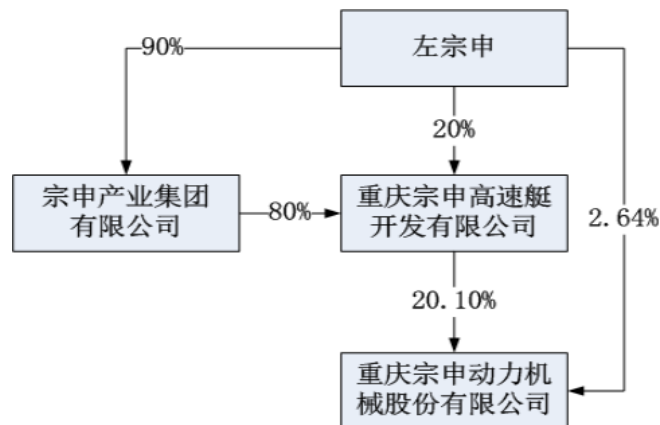 90%
左宗申
20%
2.64%
宗申产业集团
有限公司
80%
重庆宗申高速艇
开发有限公司
20.10%
重庆宗申动力机
械股份有限公司